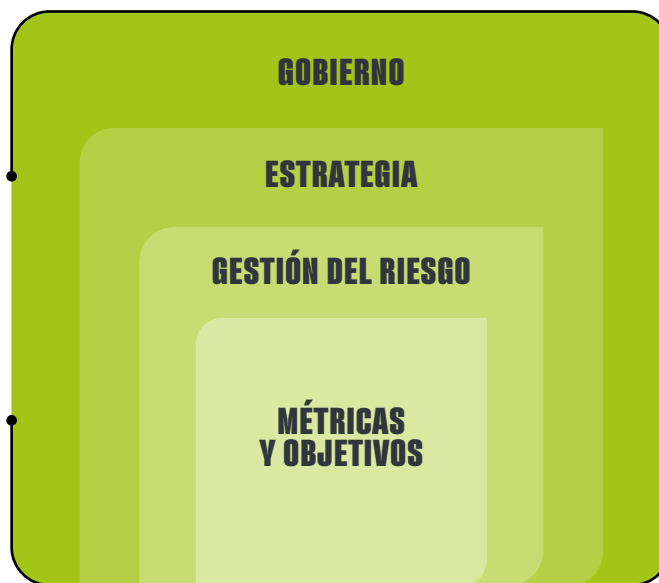 GOBIERNO
ESTRATEGIA
GESTIÓN DEL RIESGO
MÉTRICAS
Y OBJETIVOS